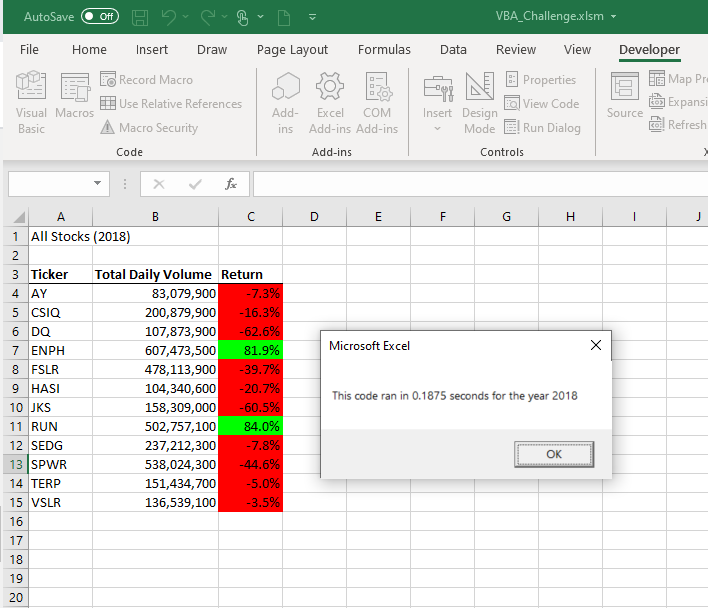 AutoSave Off VBA_Challenge.xlsm
File Home Insert Draw Page Layout Formulas Data Review View Developer
Visual Basic
Macros
Record Macro
Use Relative References
Macro Security
Code
Add-ins
Excel Add-ins
COM Add-ins
Add-ins
Insert
Design Mode
Properties
View Code
Run Dialog
Controls
Source
Map Pr
Expansi
Refresh
X
fx
A B C D E F G H I J
1 All Stocks (2018)
2
3 Ticker Total Daily Volume Return
4 AY 83,079,900 -7.3%
5 CSIQ 200,879,900 -16.3%
6 DQ 107,873,900 -62.6%
7 ENPH 607,473,500 81.9%
8 FSLR 478,113,900 -39.7%
9 HASI 104,340,600 -20.7%
10 JKS 158,309,000 -60.5%
11 RUN 502,757,100 84.0%
12 SEDG 237,212,300 -7.8%
13 SPWR 538,024,300 -44.6%
14 TERP 151,434,700 -5.0%
15 VSLR 136,539,100 -3.5%
16
17
18
19
20
Microsoft Excel
This code ran in 0.1875 seconds for the year 2018
OK